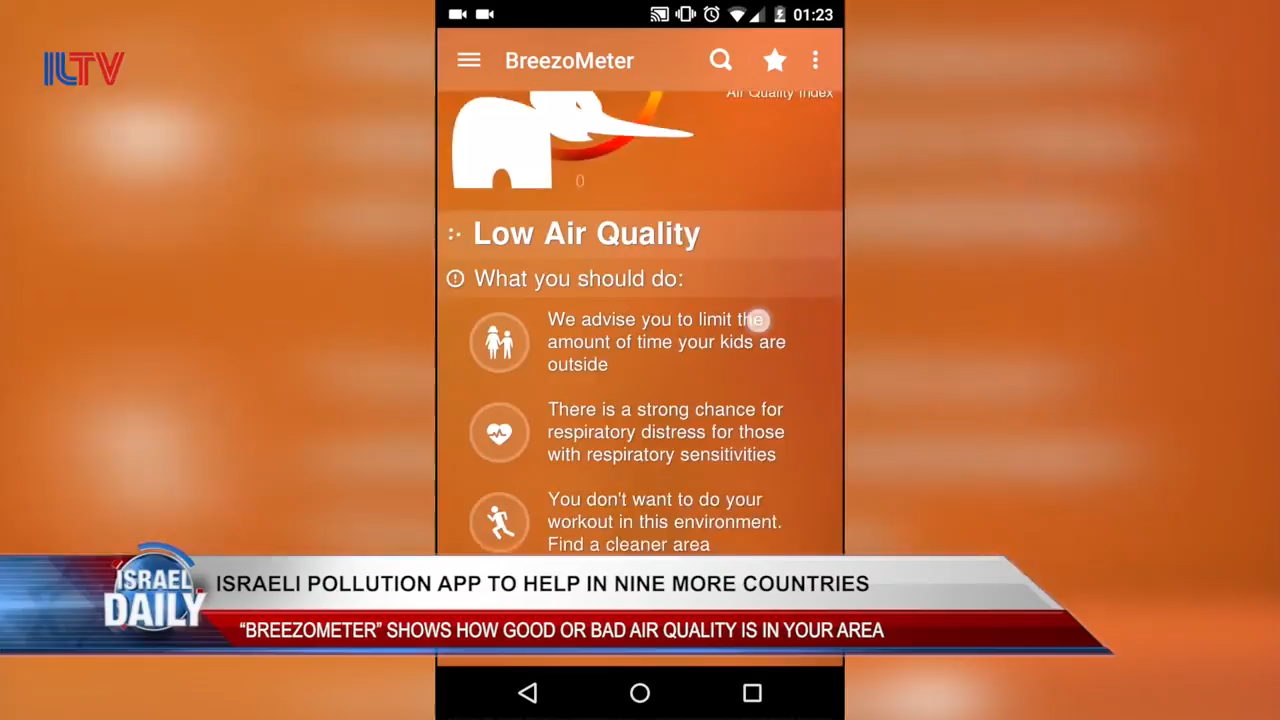 01:23
ILTV
BreezoMeter
Air Quality Index
0
Low Air Quality
What you should do:
We advise you to limit the
amount of time your kids are
outside
There is a strong chance for
respiratory distress for those
with respiratory sensitivities
You don't want to do your
workout in this environment.
Find a cleaner area
ISRAEL
DAILY
ISRAELI POLLUTION APP TO HELP IN NINE MORE COUNTRIES
“BREEZOMETER” SHOWS HOW GOOD OR BAD AIR QUALITY IS IN YOUR AREA